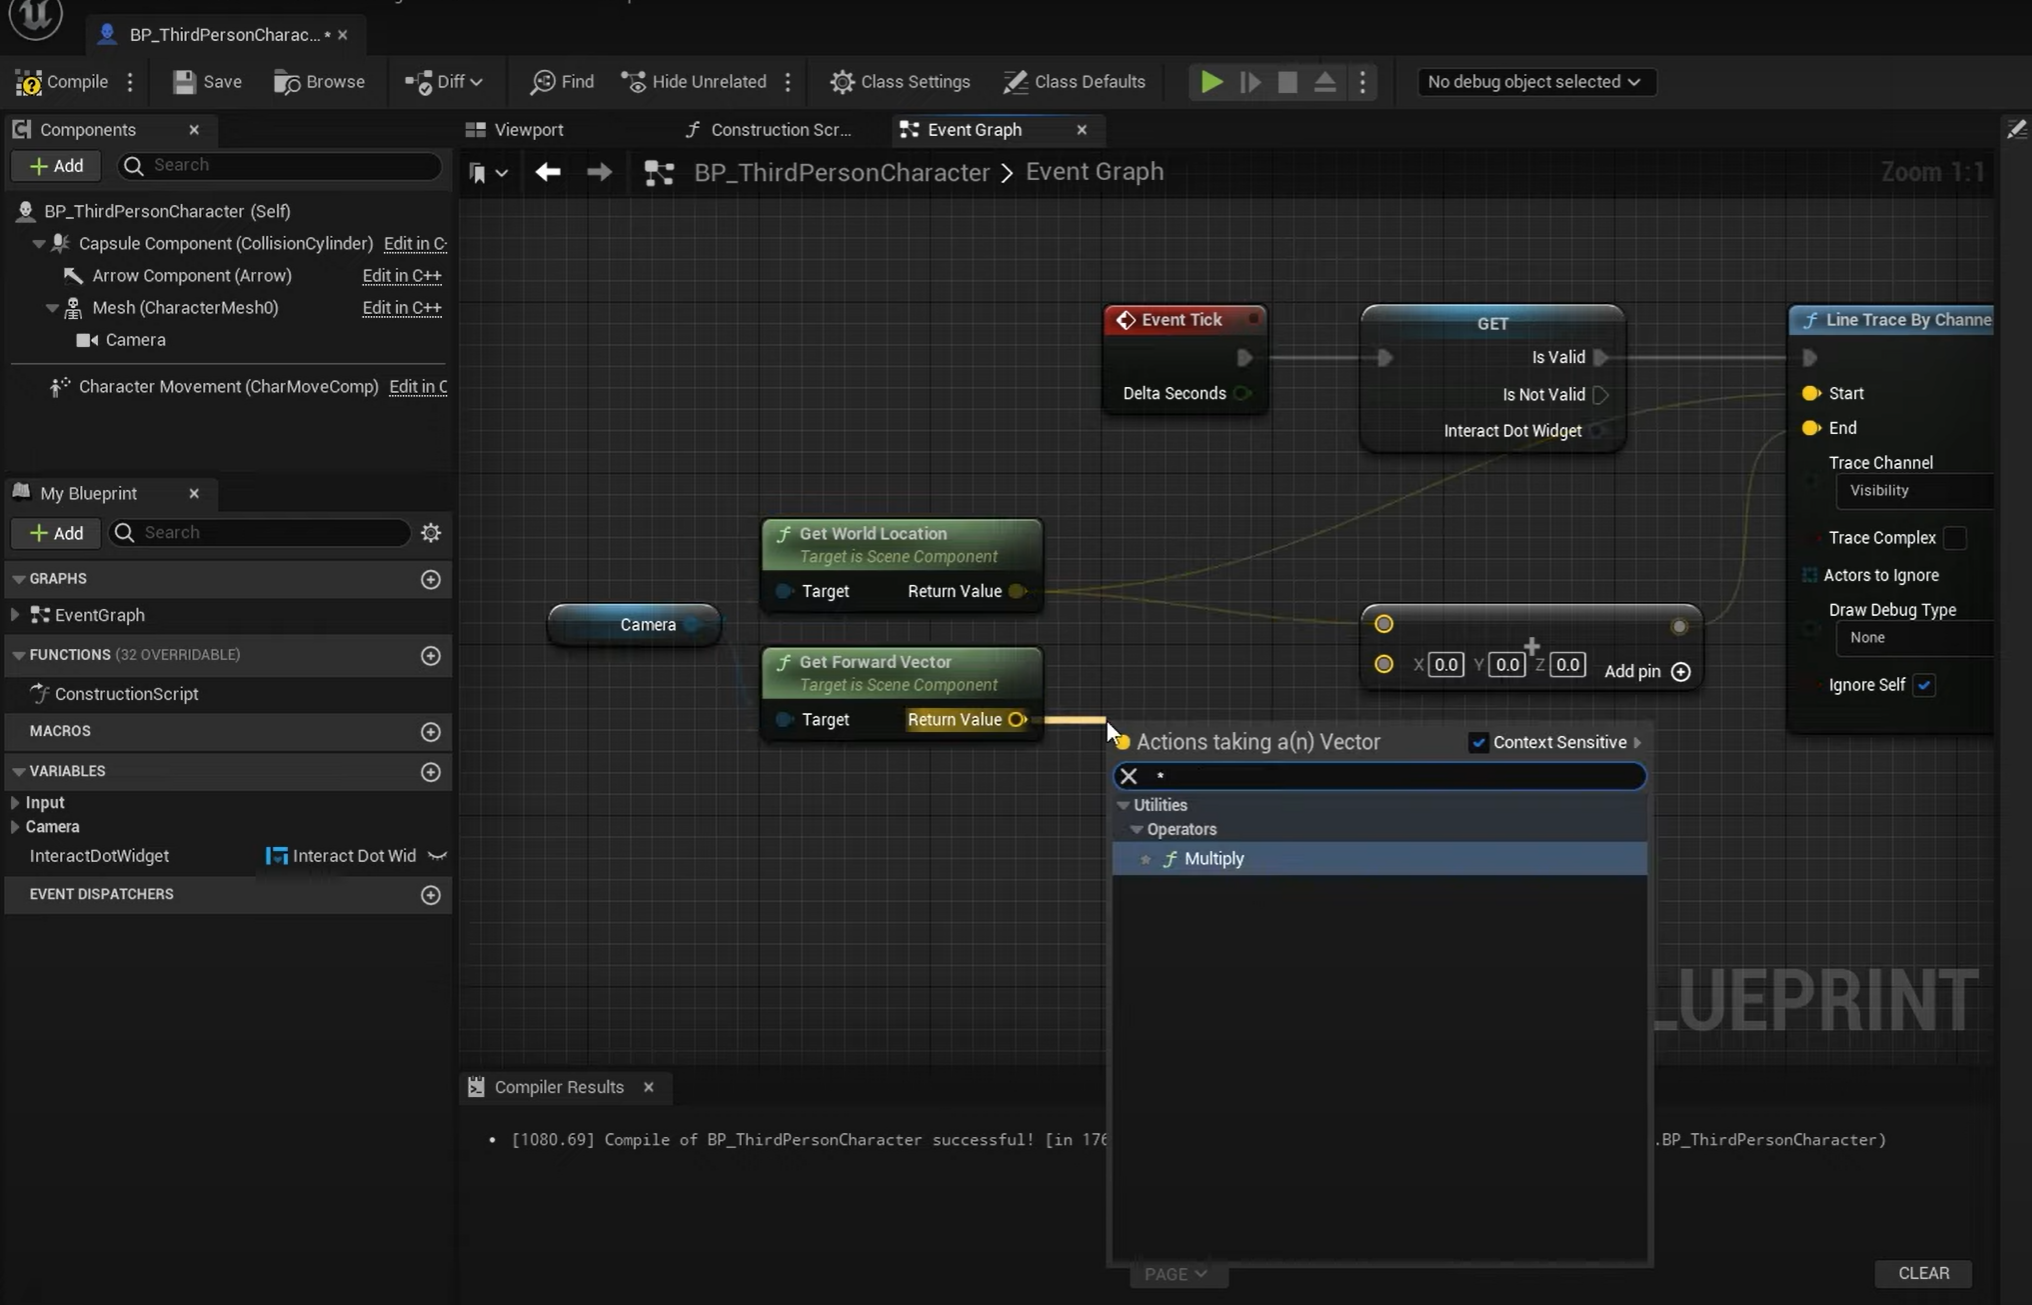 BP_ThirdPersonCharac... *
Compile
Save
Browse
Diff
Find
Hide Unrelated
Class Settings
Class Defaults
No debug object selected
Components
Add
Search
BP_ThirdPersonCharacter (Self)
Capsule Component (CollisionCylinder) Edit in C
Arrow Component (Arrow) Edit in C++
Mesh (CharacterMesh0) Edit in C++
Camera
Character Movement (CharMoveComp) Edit in C
My Blueprint
Add
Search
GRAPHS
EventGraph
FUNCTIONS (32 OVERRIDABLE)
ConstructionScript
MACROS
VARIABLES
Input
Camera
InteractDotWidget Interact Dot Wid
EVENT DISPATCHERS
Viewport
Construction Scr...
Event Graph
BP_ThirdPersonCharacter > Event Graph
Zoom 1:1
Event Tick
Delta Seconds
GET
Is Valid
Is Not Valid
Interact Dot Widget
Line Trace By Channe
Start
End
Trace Channel
Visibility
Trace Complex
Actors to Ignore
Draw Debug Type
None
Ignore Self
Get World Location
Target is Scene Component
Target Return Value
Camera
Get Forward Vector
Target is Scene Component
Target Return Value
X 0.0 Y 0.0 Z 0.0 Add pin
Actions taking a(n) Vector
Context Sensitive
*
Utilities
Operators
Multiply
LUEPRINT
Compiler Results
[1080.69] Compile of BP_ThirdPersonCharacter successful! [in 176
.BP_ThirdPersonCharacter)
PAGE
CLEAR